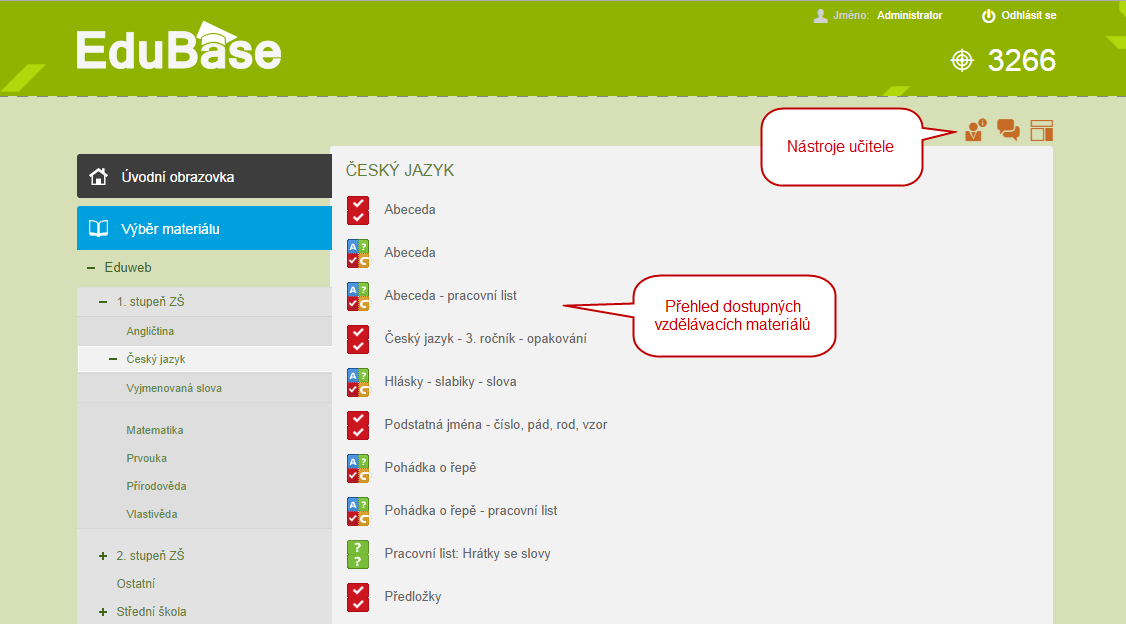 Jméno: Administrator
Odhlásit se
EduBase
3266
Nástroje učitele
Úvodní obrazovka
Výběr materiálu
Eduweb
1. stupeň ZŠ
Angličtina
Český jazyk
Vyjmenovaná slova
Matematika
Prvouka
Přírodověda
Vlastivěda
2. stupeň ZŠ
Ostatní
Střední škola
ČESKÝ JAZYK
Abeceda
Abeceda
Abeceda - pracovní list
Český jazyk - 3. ročník - opakování
Hlásky - slabiky - slova
Podstatná jména - číslo, pád, rod, vzor
Pohádka o řepě
Pohádka o řepě - pracovní list
Pracovní list: Hrátky se slovy
Předložky
Přehled dostupných
vzdělávacích materiálů